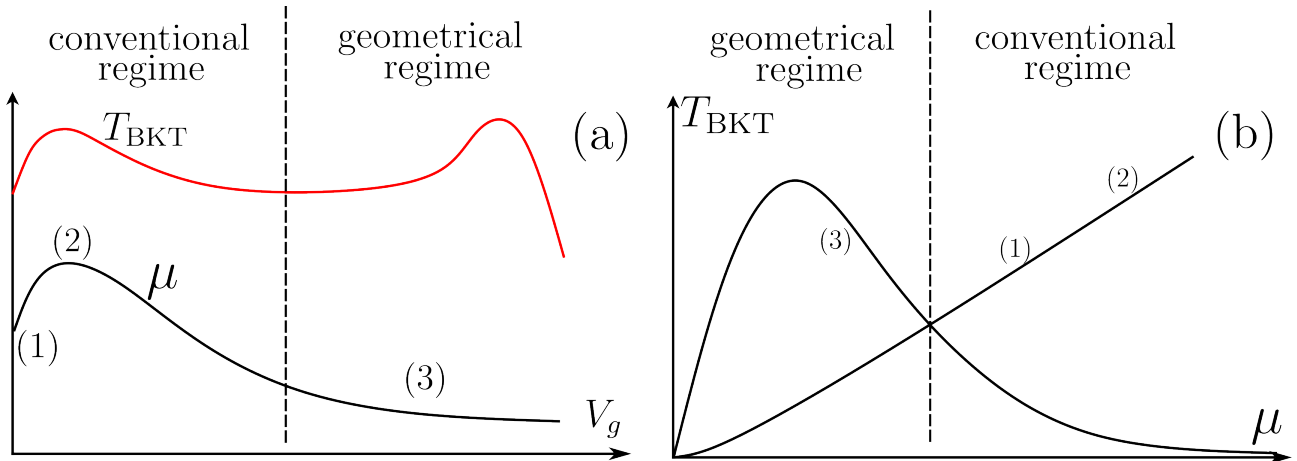 conventional
regime
geometrical
regime
(a)
T_BKT
(2)
μ
(1)
(3)
V_g
geometrical
regime
conventional
regime
T_BKT
(b)
(2)
(1)
(3)
μ